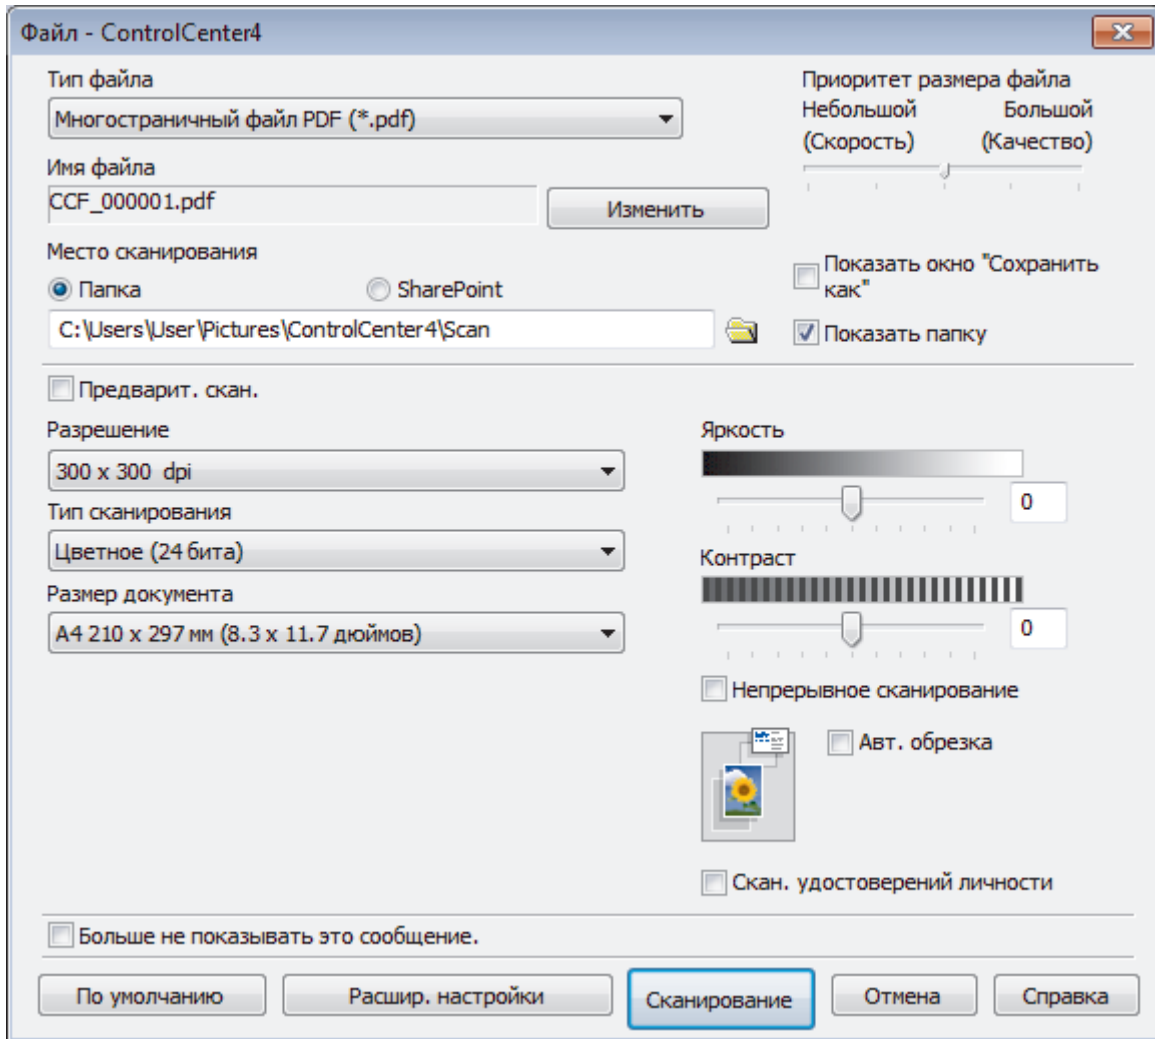 Файл - ControlCenter4
Тип файла
Многостраничный файл PDF (*.pdf)
Приоритет размера файла
Небольшой Большой
(Скорость) (Качество)
Имя файла
CCF_000001.pdf
Изменить
Место сканирования
Папка SharePoint
C:\Users\User\Pictures\ControlCenter4\Scan
Показать окно "Сохранить
как"
Показать папку
Предварит. скан.
Разрешение
300 x 300 dpi
Тип сканирования
Цветное (24 бита)
Размер документа
A4 210 x 297 мм (8.3 x 11.7 дюймов)
Яркость
0
Контраст
0
Непрерывное сканирование
Авт. обрезка
Скан. удостоверений личности
Больше не показывать это сообщение.
По умолчанию Расшир. настройки Сканирование Отмена Справка